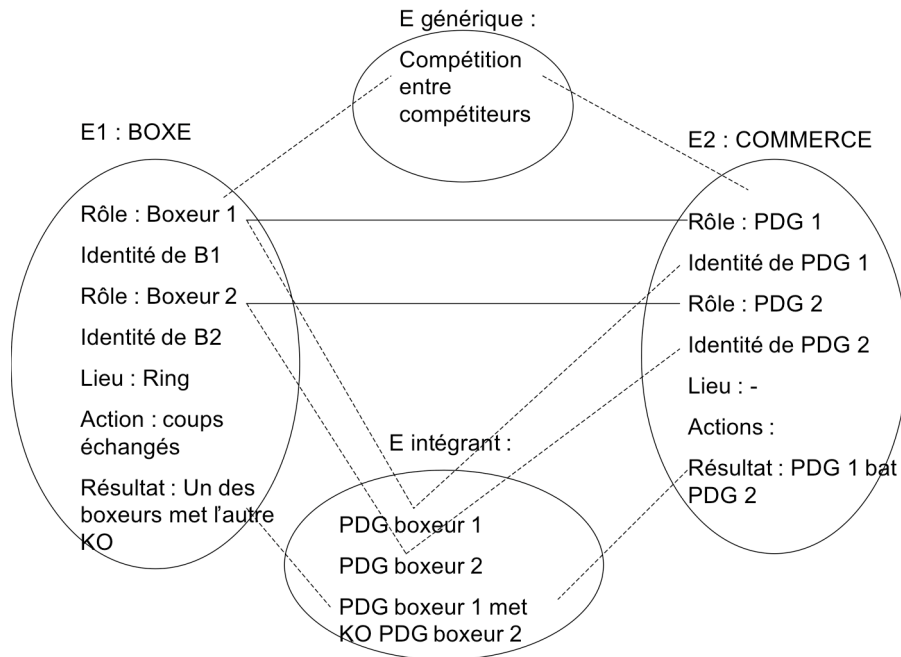 E générique :
Compétition
entre
compétiteurs
E1 : BOXE
Rôle : Boxeur 1
Identité de B1
Rôle : Boxeur 2
Identité de B2
Lieu : Ring
Action : coups
échangés
Résultat : Un des
boxeurs met l'autre
KO
E2 : COMMERCE
Rôle : PDG 1
Identité de PDG 1
Rôle : PDG 2
Identité de PDG 2
Lieu : -
Actions :
Résultat : PDG 1 bat
PDG 2
E intégrant :
PDG boxeur 1
PDG boxeur 2
PDG boxeur 1 met
KO PDG boxeur 2